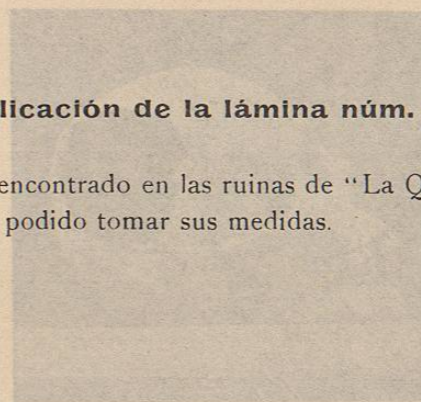 licación de la lámina núm.
encontrado en las ruinas de “La Q
podido tomar sus medidas.